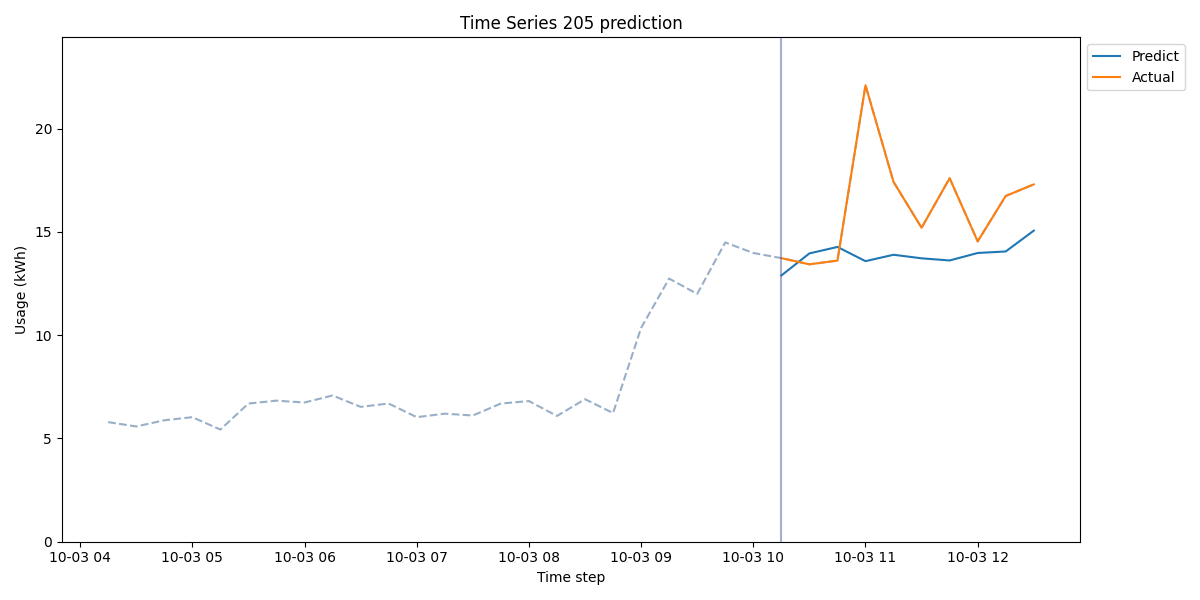 Time Series 205 prediction
Predict
Actual
Usage (kWh)
20
15
10
5
0
10-03 04 10-03 05 10-03 06 10-03 07 10-03 08 10-03 09 10-03 10 10-03 11 10-03 12
Time step